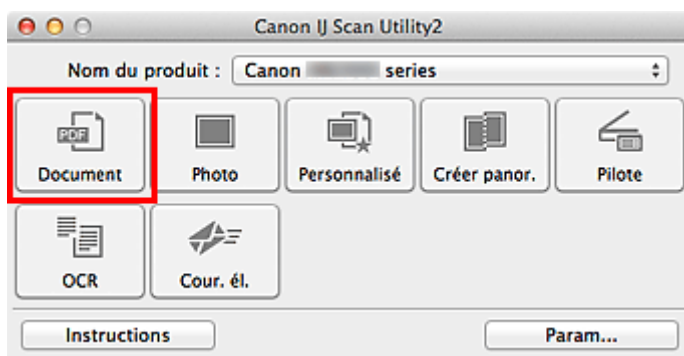 Canon IJ Scan Utility2
Nom du produit : Canon series
PDF
Document Photo Personnalisé Créer panor. Pilote
OCR Cour. él.
Instructions Param...